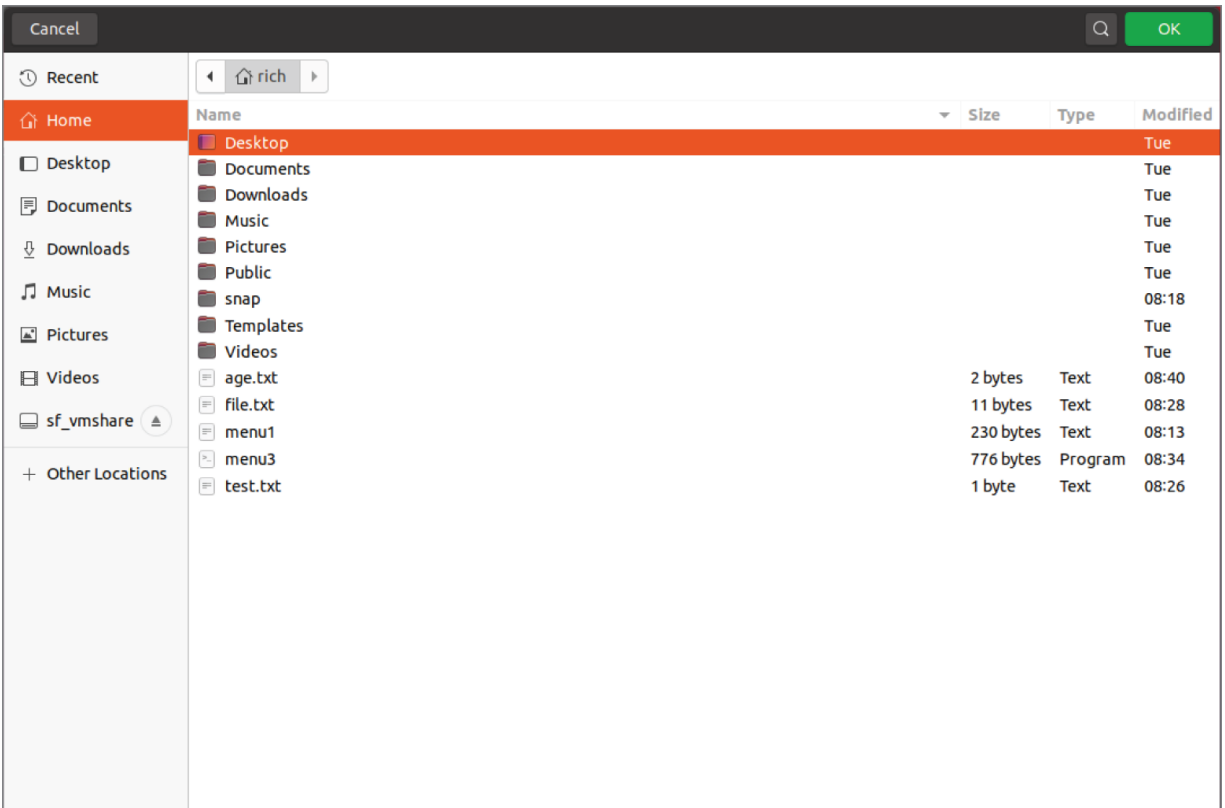 Cancel OK
Recent
Home
Desktop
Documents
Downloads
Music
Pictures
Videos
sf_vmshare
Other Locations
rich
Name Size Type Modified
Desktop Tue
Documents Tue
Downloads Tue
Music Tue
Pictures Tue
Public Tue
snap 08:18
Templates Tue
Videos Tue
age.txt 2 bytes Text 08:40
file.txt 11 bytes Text 08:28
menu1 230 bytes Text 08:13
menu3 776 bytes Program 08:34
test.txt 1 byte Text 08:26